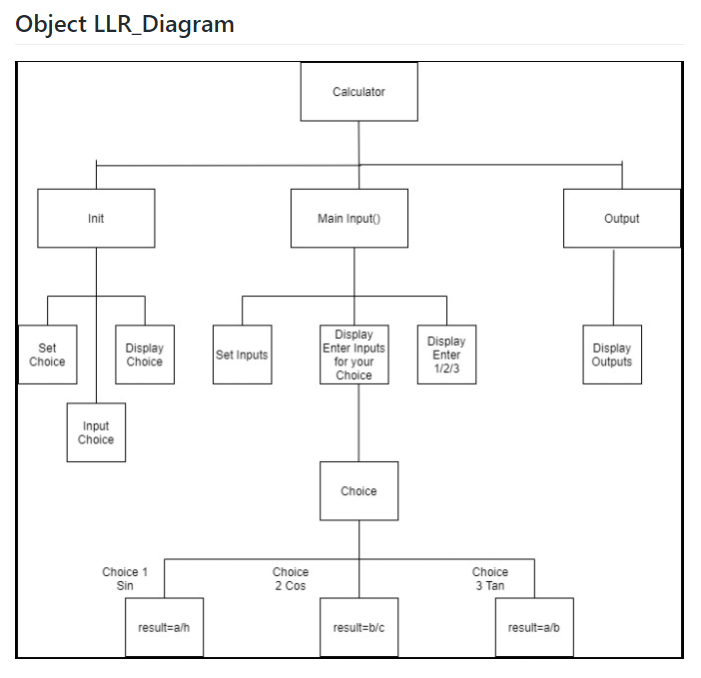 Object LLR_Diagram
Calculator
Init
Main Input()
Output
Set
Choice
Display
Choice
Set Inputs
Display
Enter Inputs
for your
Choice
Display
Enter
1/2/3
Display
Outputs
Input
Choice
Choice
Choice 1
Sin
Choice
2 Cos
Choice
3 Tan
result=a/h
result=b/c
result=a/b